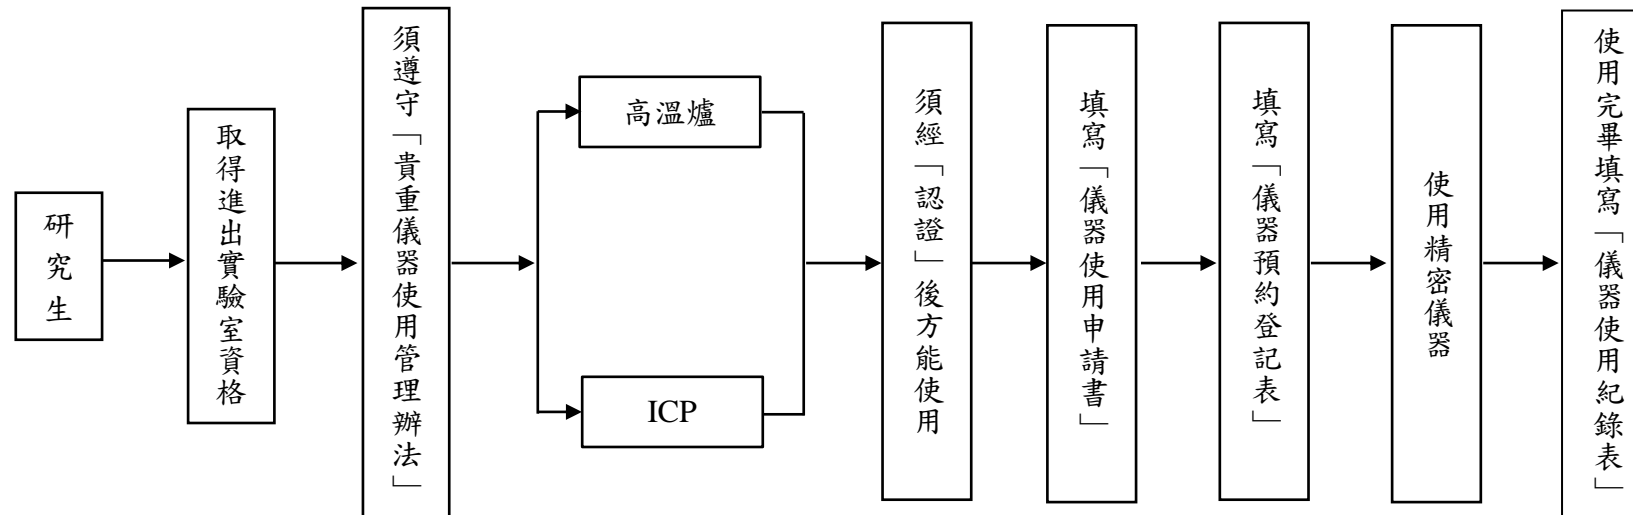 研究生
取得進出實驗室資格
須遵守「貴重儀器使用管理辦法」
高溫爐
ICP
須經「認證」後方能使用
填寫「儀器使用申請書」
填寫「儀器預約登記表」
使用精密儀器
使用完畢填寫「儀器使用紀錄表」